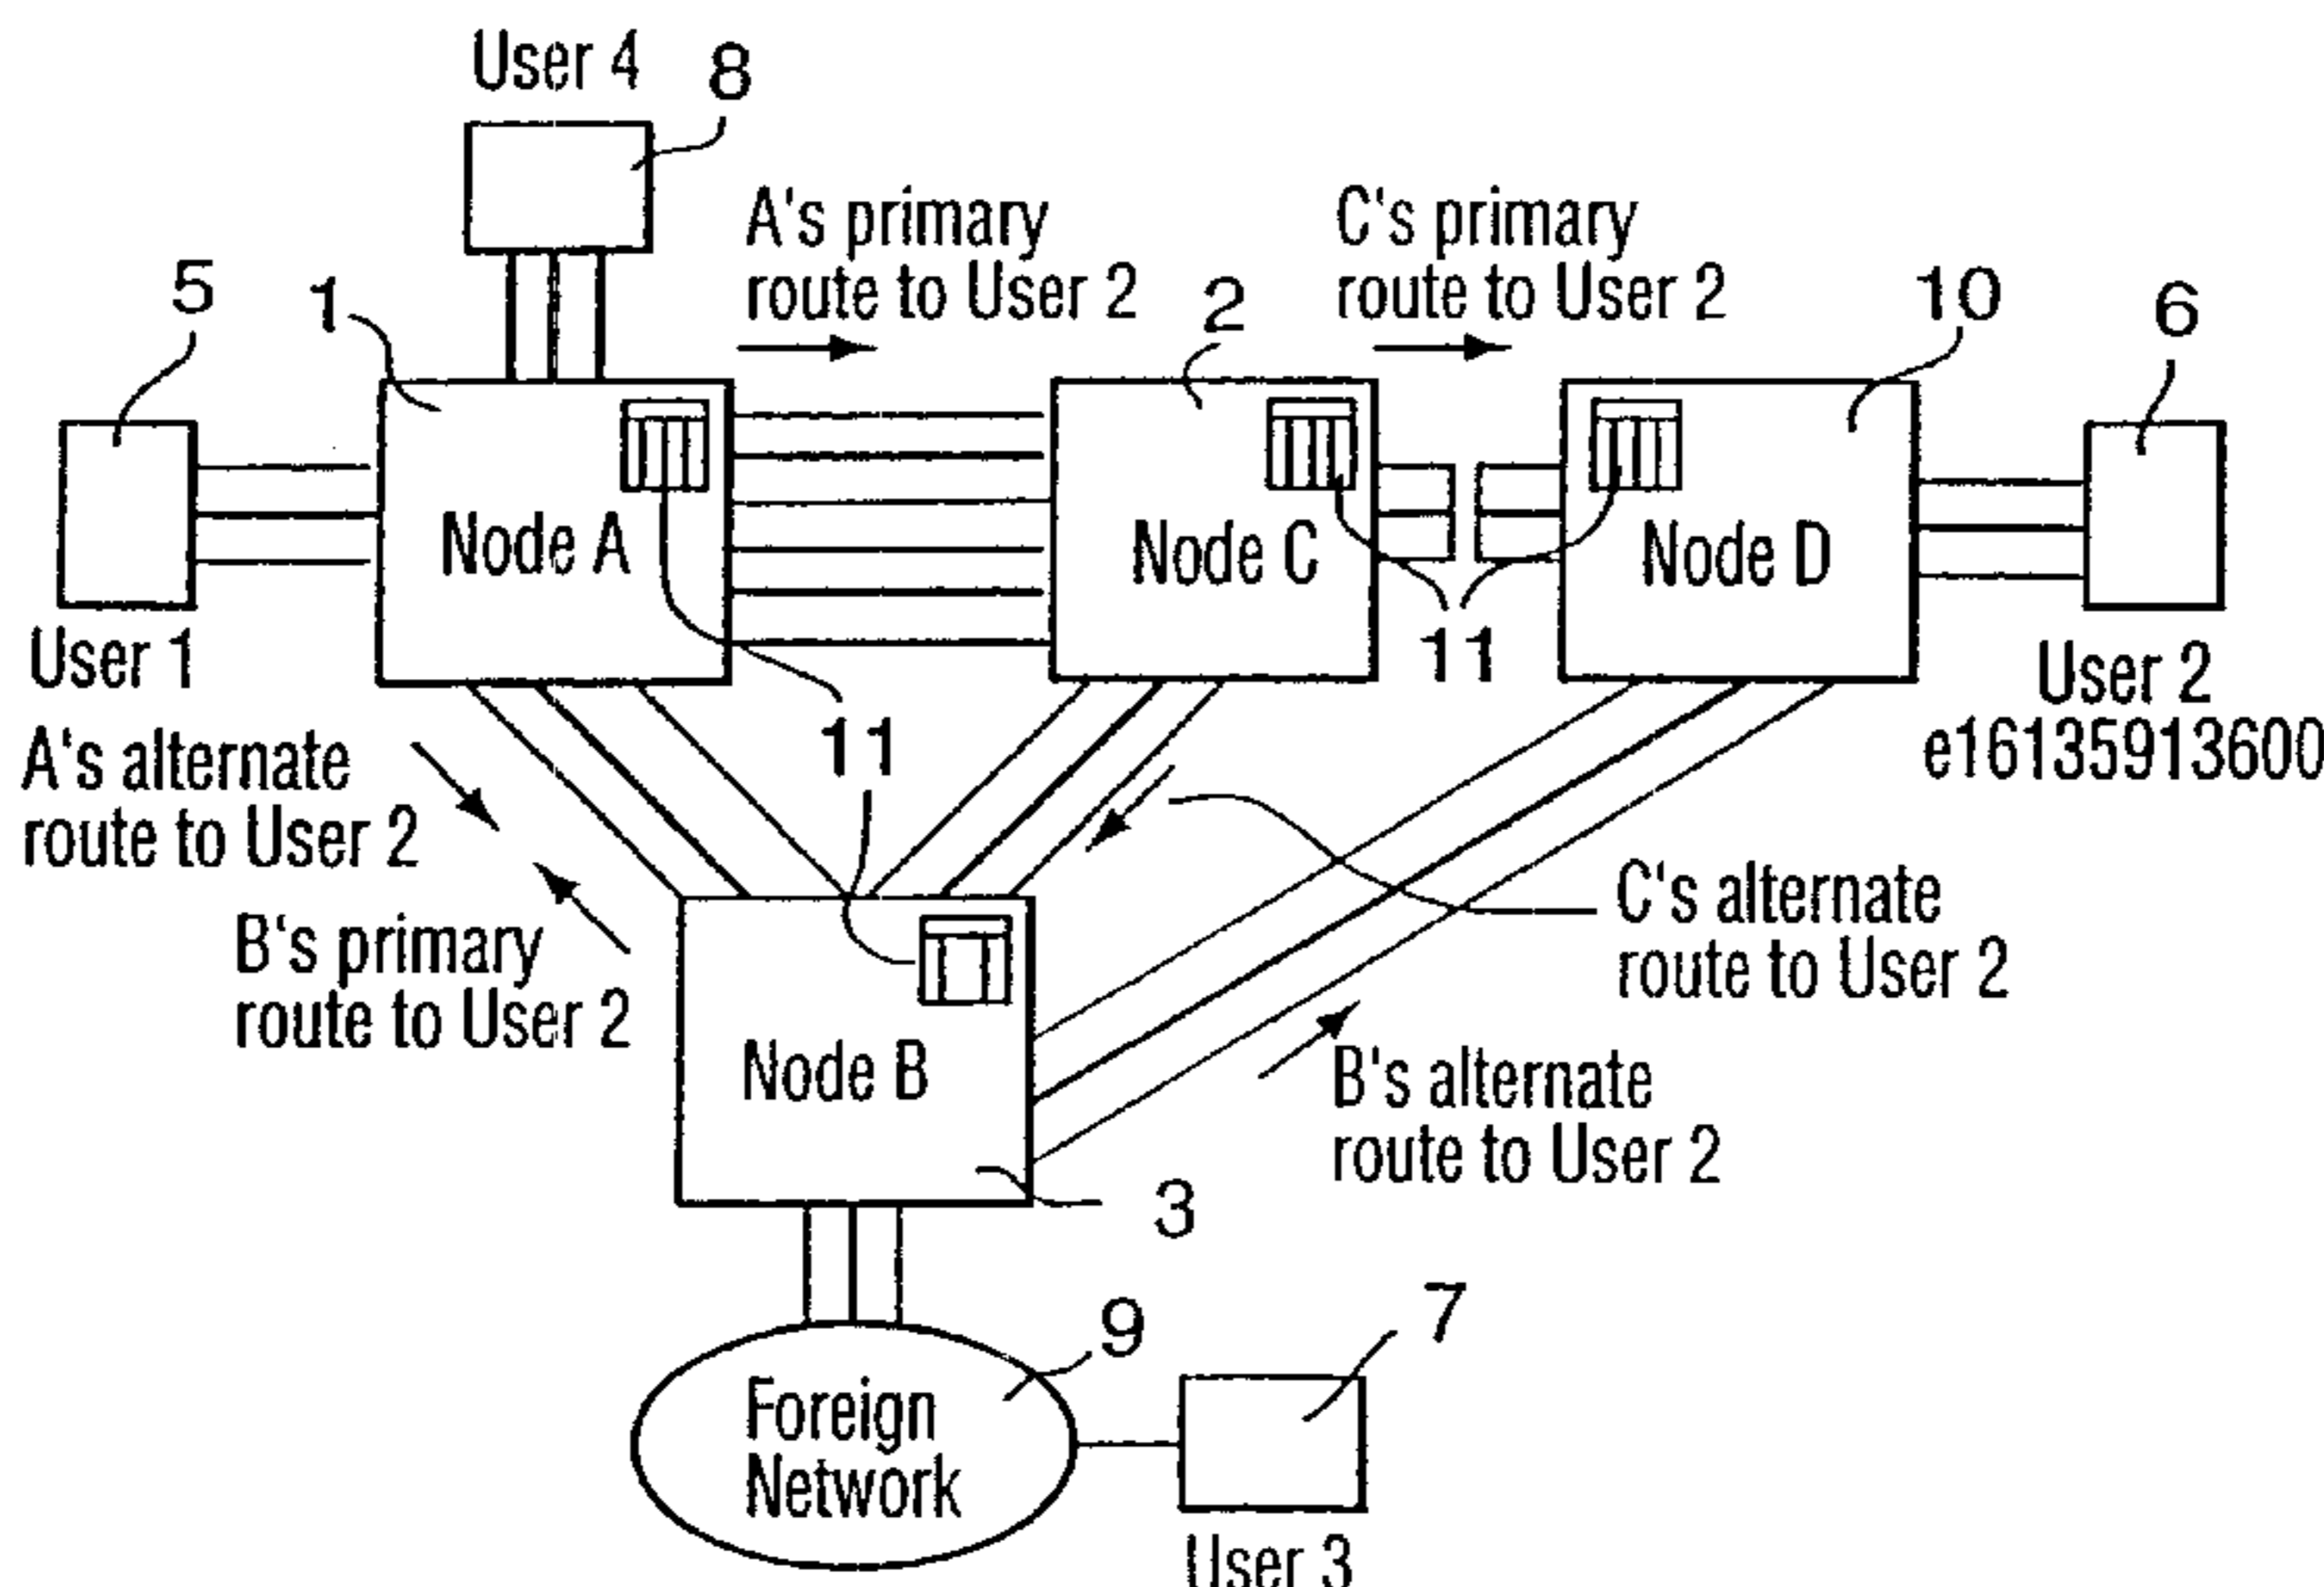 User 4
8
A's primary
route to User 2
C's primary
route to User 2
5
1
2
10
6
Node A
Node C
Node D
User 1
11
11
User 2
e16135913600
A's alternate
route to User 2
11
B's primary
route to User 2
C's alternate
route to User 2
Node B
B's alternate
route to User 2
3
9
7
Foreign
Network
User 3